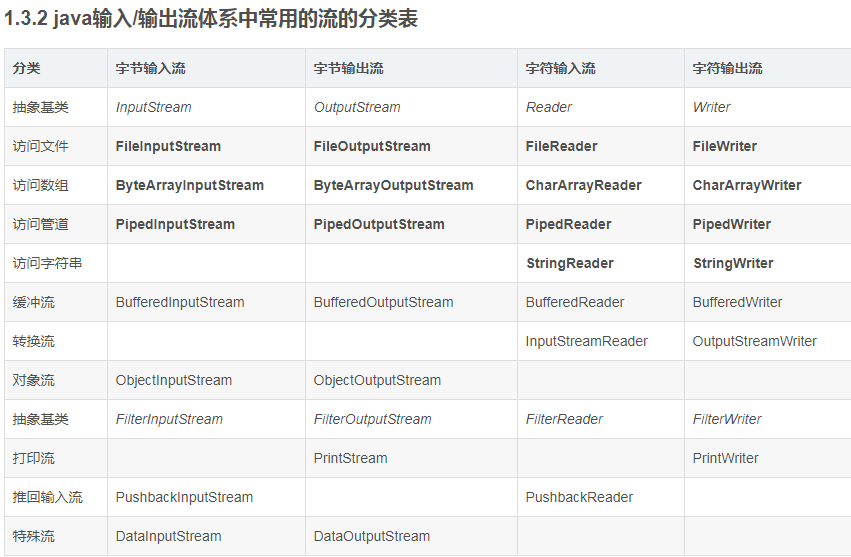 1.3.2 java输入/输出流体系中常用的流的分类表
分类 字节输入流 字节输出流 字符输入流 字符输出流
抽象基类 InputStream OutputStream Reader Writer
访问文件 FileInputStream FileOutputStream FileReader FileWriter
访问数组 ByteArrayInputStream ByteArrayOutputStream CharArrayReader CharArrayWriter
访问管道 PipedInputStream PipedOutputStream PipedReader PipedWriter
访问字符串 StringReader StringWriter
缓冲流 BufferedInputStream BufferedOutputStream BufferedReader BufferedWriter
转换流 InputStreamReader OutputStreamWriter
对象流 ObjectInputStream ObjectOutputStream
抽象基类 FilterInputStream FilterOutputStream FilterReader FilterWriter
打印流 PrintStream PrintWriter
推回输入流 PushbackInputStream PushbackReader
特殊流 DataInputStream DataOutputStream